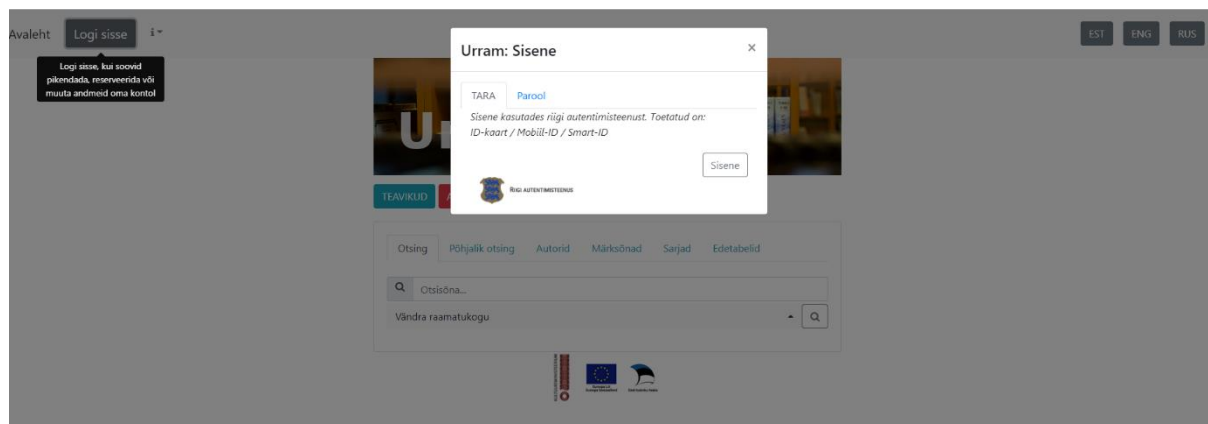 Avaleht
Logi sisse
EST
ENG
RUS
Logi sisse, kui soovid
pikendada, reserveerida või
muuta andmeid oma kontol
Urram: Sisene
×
TARA
Parool
Sisene kasutades riigi autentimisteenust. Toetatud on:
ID-kaart / Mobiil-ID / Smart-ID
Sisene
RIIGI AUTENTIMISTEENUS
TEAVIKUD
Otsing
Põhjalik otsing
Autorid
Märksõnad
Sarjad
Edetabelid
Otsisõna...
Vändra raamatukogu